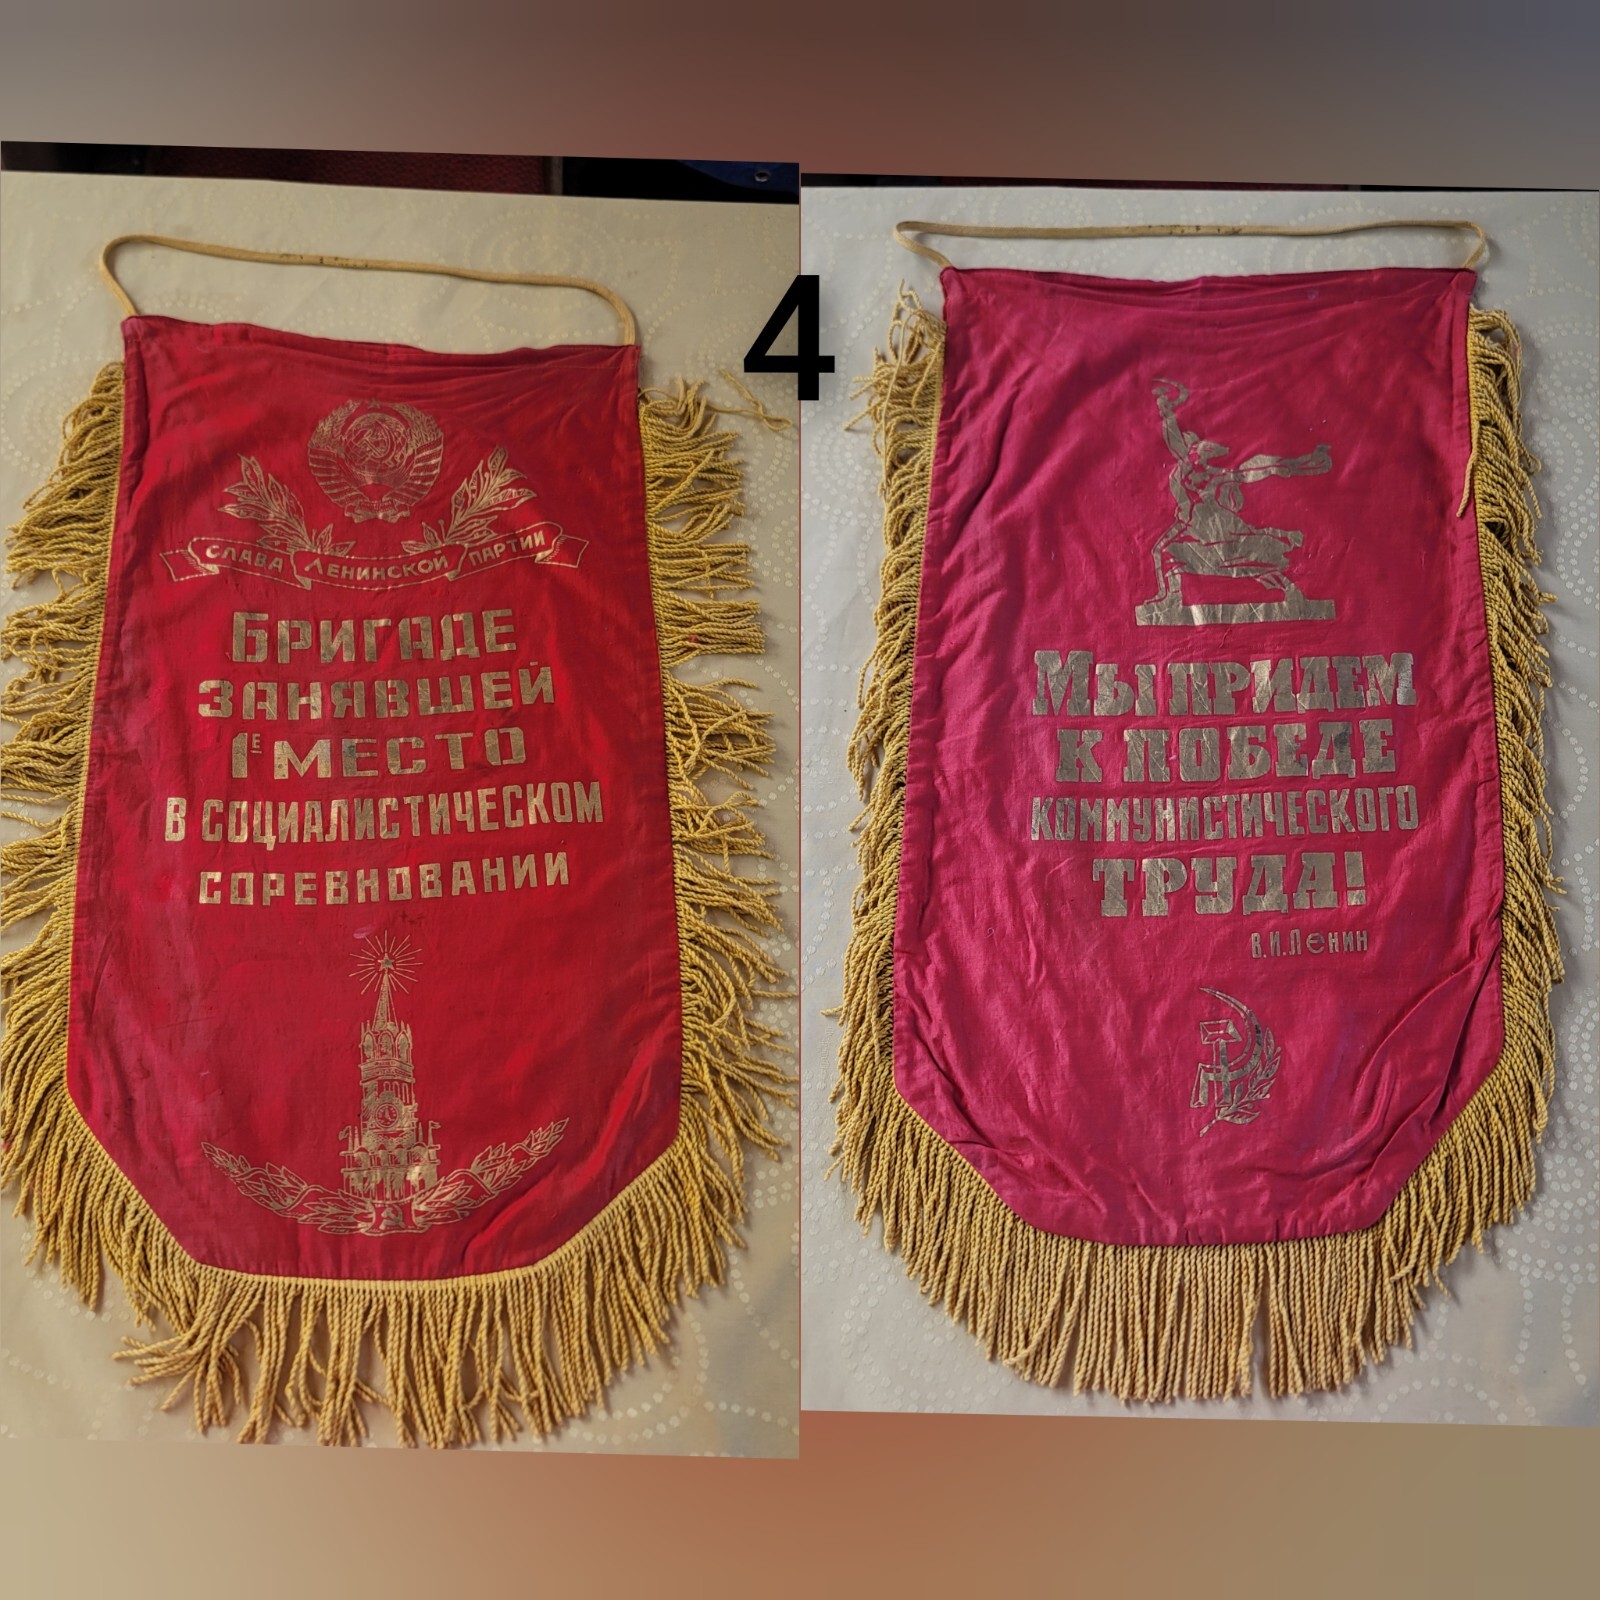 СЛАВА ЛЕНИНСКОЙ ПАРТИИ
БРИГАДЕ
ЗАНЯВШЕЙ
1Е МЕСТО
В СОЦИАЛИСТИЧЕСКОМ
СОРЕВНОВАНИИ
4
МЫ ПРИДЕМ
К ПОБЕДЕ
КОММУНИСТИЧЕСКОГО
ТРУДА!
В.И.Ленин